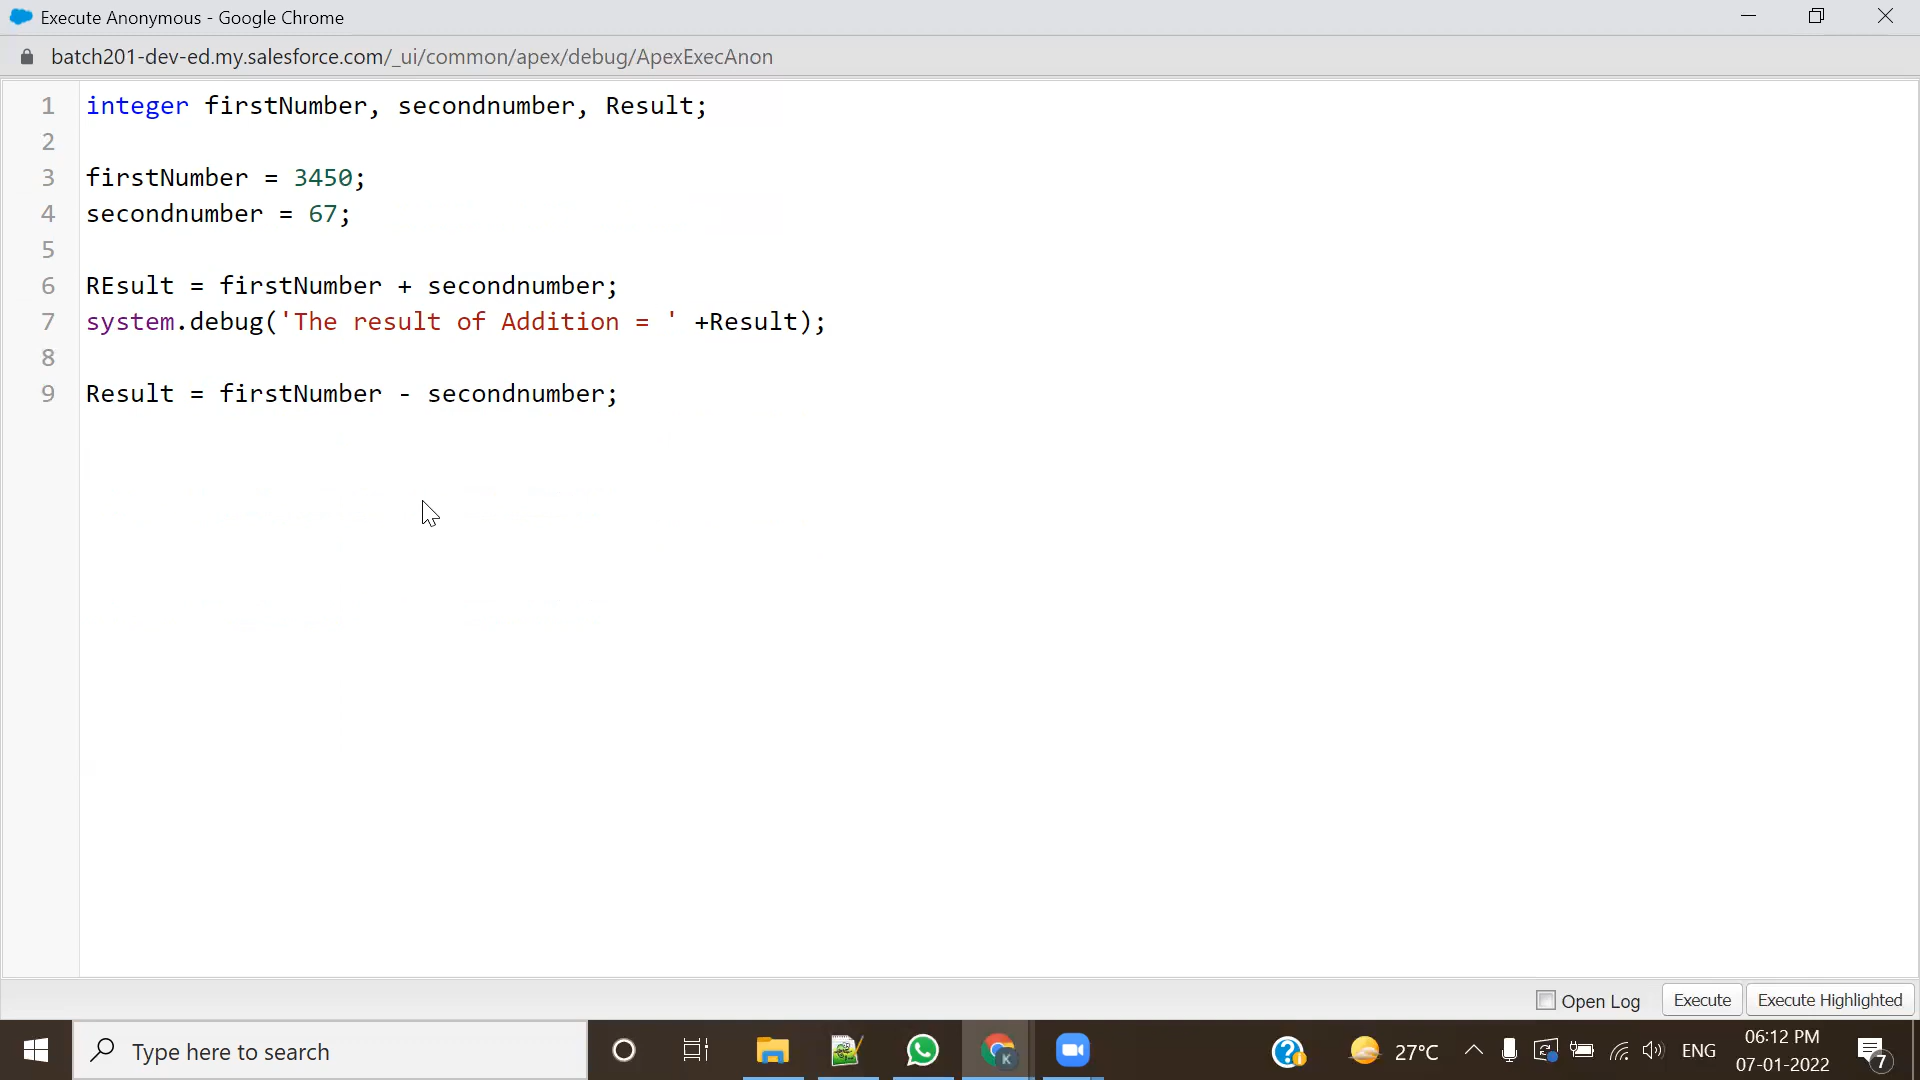 Execute Anonymous - Google Chrome
batch201-dev-ed.my.salesforce.com/_ui/common/apex/debug/ApexExecAnon
1 integer firstNumber, secondnumber, Result;
2
3 firstNumber = 3450;
4 secondnumber = 67;
5
6 REsult = firstNumber + secondnumber;
7 system.debug('The result of Addition = ' +Result);
8
9 Result = firstNumber - secondnumber;
Open Log Execute Execute Highlighted
Type here to search
K
27°C
ENG
06:12 PM
07-01-2022
7